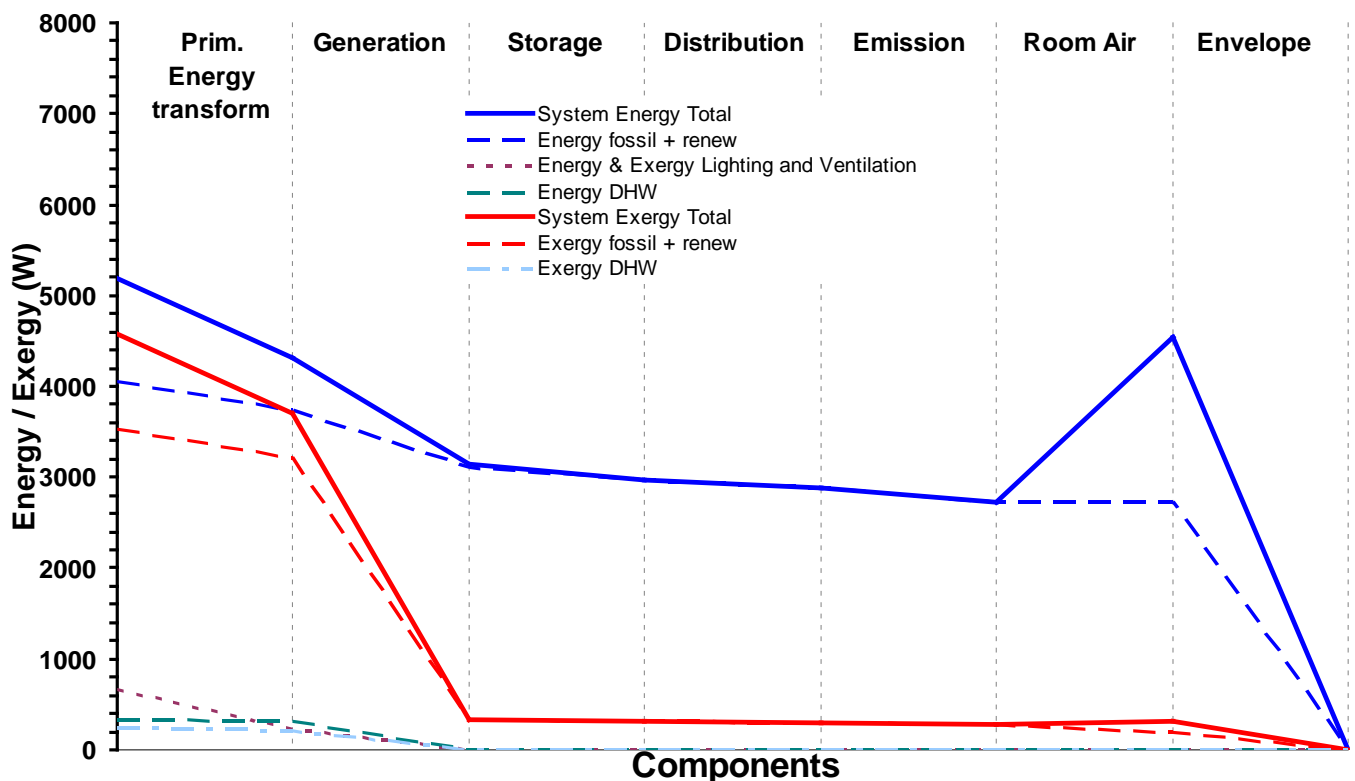 8000
7000
6000
5000
4000
3000
2000
1000
0
Energy / Exergy (W)
Prim.
Energy
transform
Generation
Storage
Distribution
Emission
Room Air
Envelope
System Energy Total
Energy fossil + renew
Energy & Exergy Lighting and Ventilation
Energy DHW
System Exergy Total
Exergy fossil + renew
Exergy DHW
Components